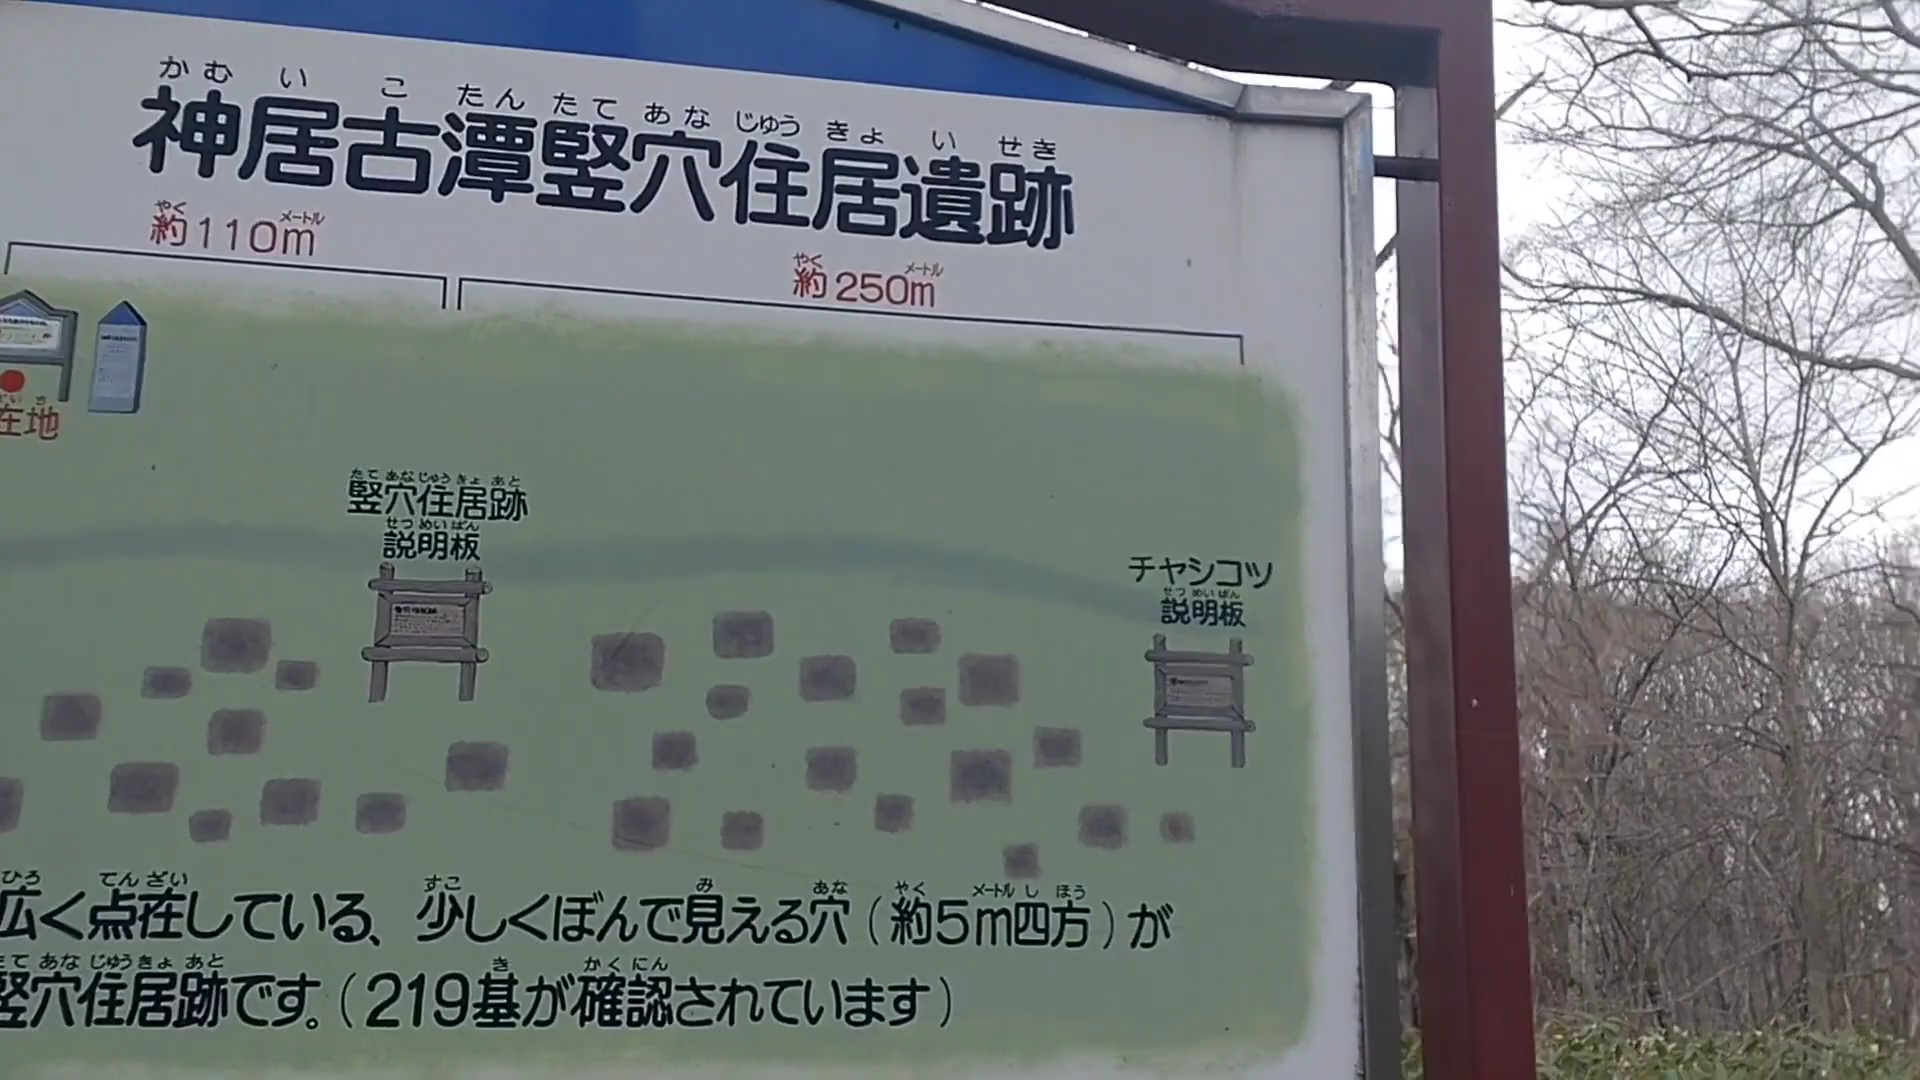 かむ い こ たん たて あな じゅう きょ い せき
神居古潭竪穴住居遺跡
やく メートル
約110m
やく メートル
約250m
在地
たて あな じゅう きょ あと
竪穴住居跡
せつ めい ばん
説明板
チャシコツ
せつ めい ばん
説明板
ひろ てん ざい すこ み あな やく メートル し ほう
広く点在している、少しくぼんで見える穴(約5m四方)が
たて あな じゅう きょ あと き かく にん
竪穴住居跡です。(219基が確認されています)